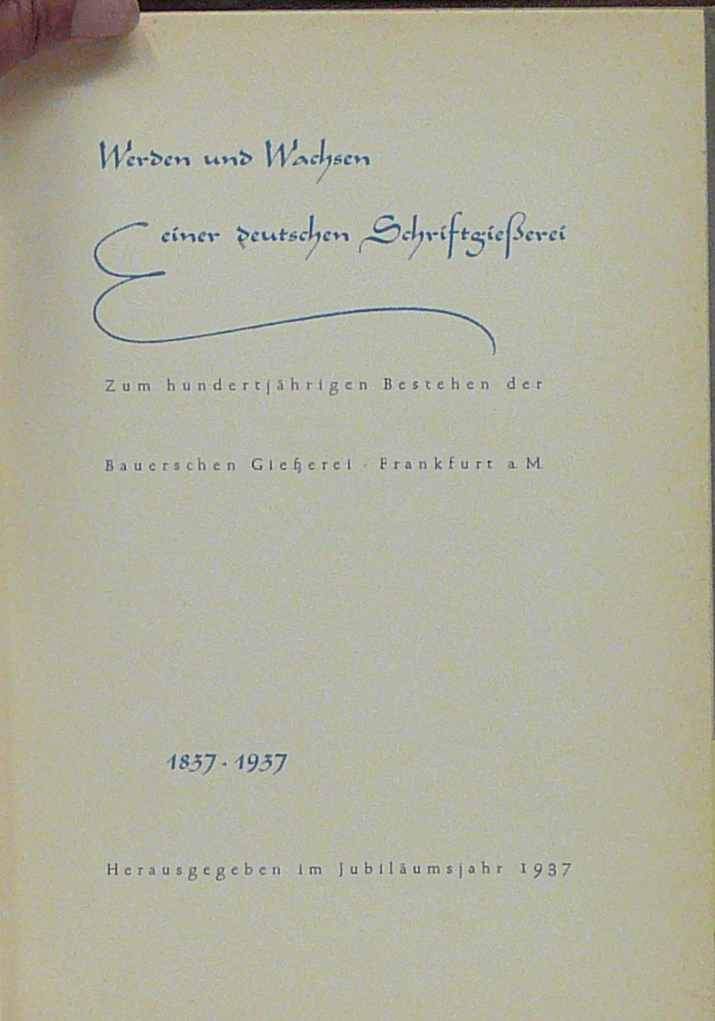 Werden und Wachsen
einer deutschen Schriftgießerei
Zum hundertjährigen Bestehen der
Bauerschen Gießerei · Frankfurt a. M.
1837 · 1937
Herausgegeben im Jubiläumsjahr 1937